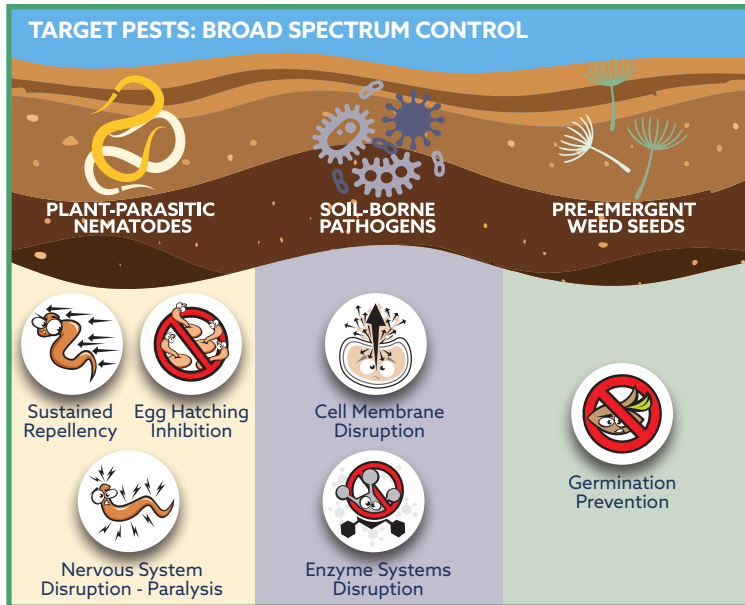 TARGET PESTS: BROAD SPECTRUM CONTROL
PLANT-PARASITIC
NEMATODES
SOIL-BORNE
PATHOGENS
PRE-EMERGENT
WEED SEEDS
Sustained
Repellency
Egg Hatching
Inhibition
Nervous System
Disruption - Paralysis
Cell Membrane
Disruption
Enzyme Systems
Disruption
Germination
Prevention